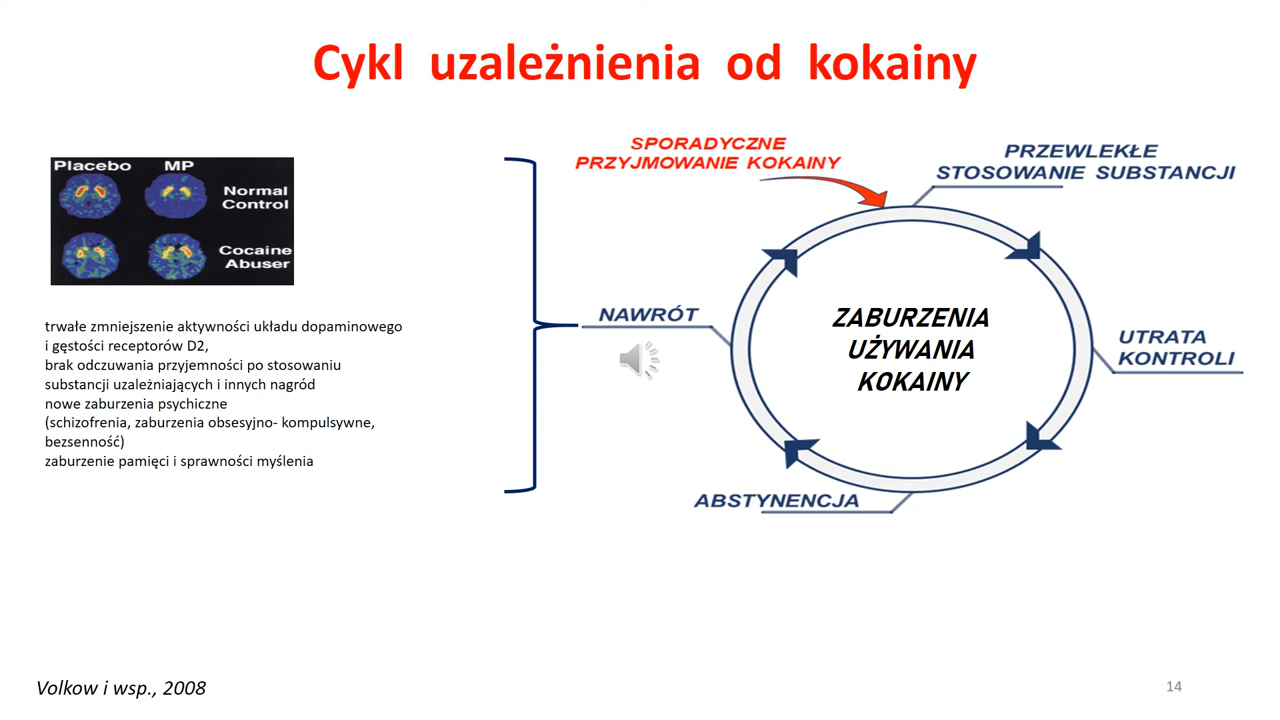 Cykl uzależnienia od kokainy
Placebo MP
Normal
Control
Cocaine
Abuser
trwałe zmniejszenie aktywności układu dopaminowego
i gęstości receptorów D2,
brak odczuwania przyjemności po stosowaniu
substancji uzależniających i innych nagród
nowe zaburzenia psychiczne
(schizofrenia, zaburzenia obsesyjno- kompulsywne,
bezsenność)
zaburzenie pamięci i sprawności myślenia
SPORADYCZNE
PRZYJMOWANIE KOKAINY
PRZEWLEKŁE
STOSOWANIE SUBSTANCJI
NAWRÓT
ZABURZENIA
UŻYWANIA
KOKAINY
UTRATA
KONTROLI
ABSTYNENCJA
Volkow i wsp., 2008
14